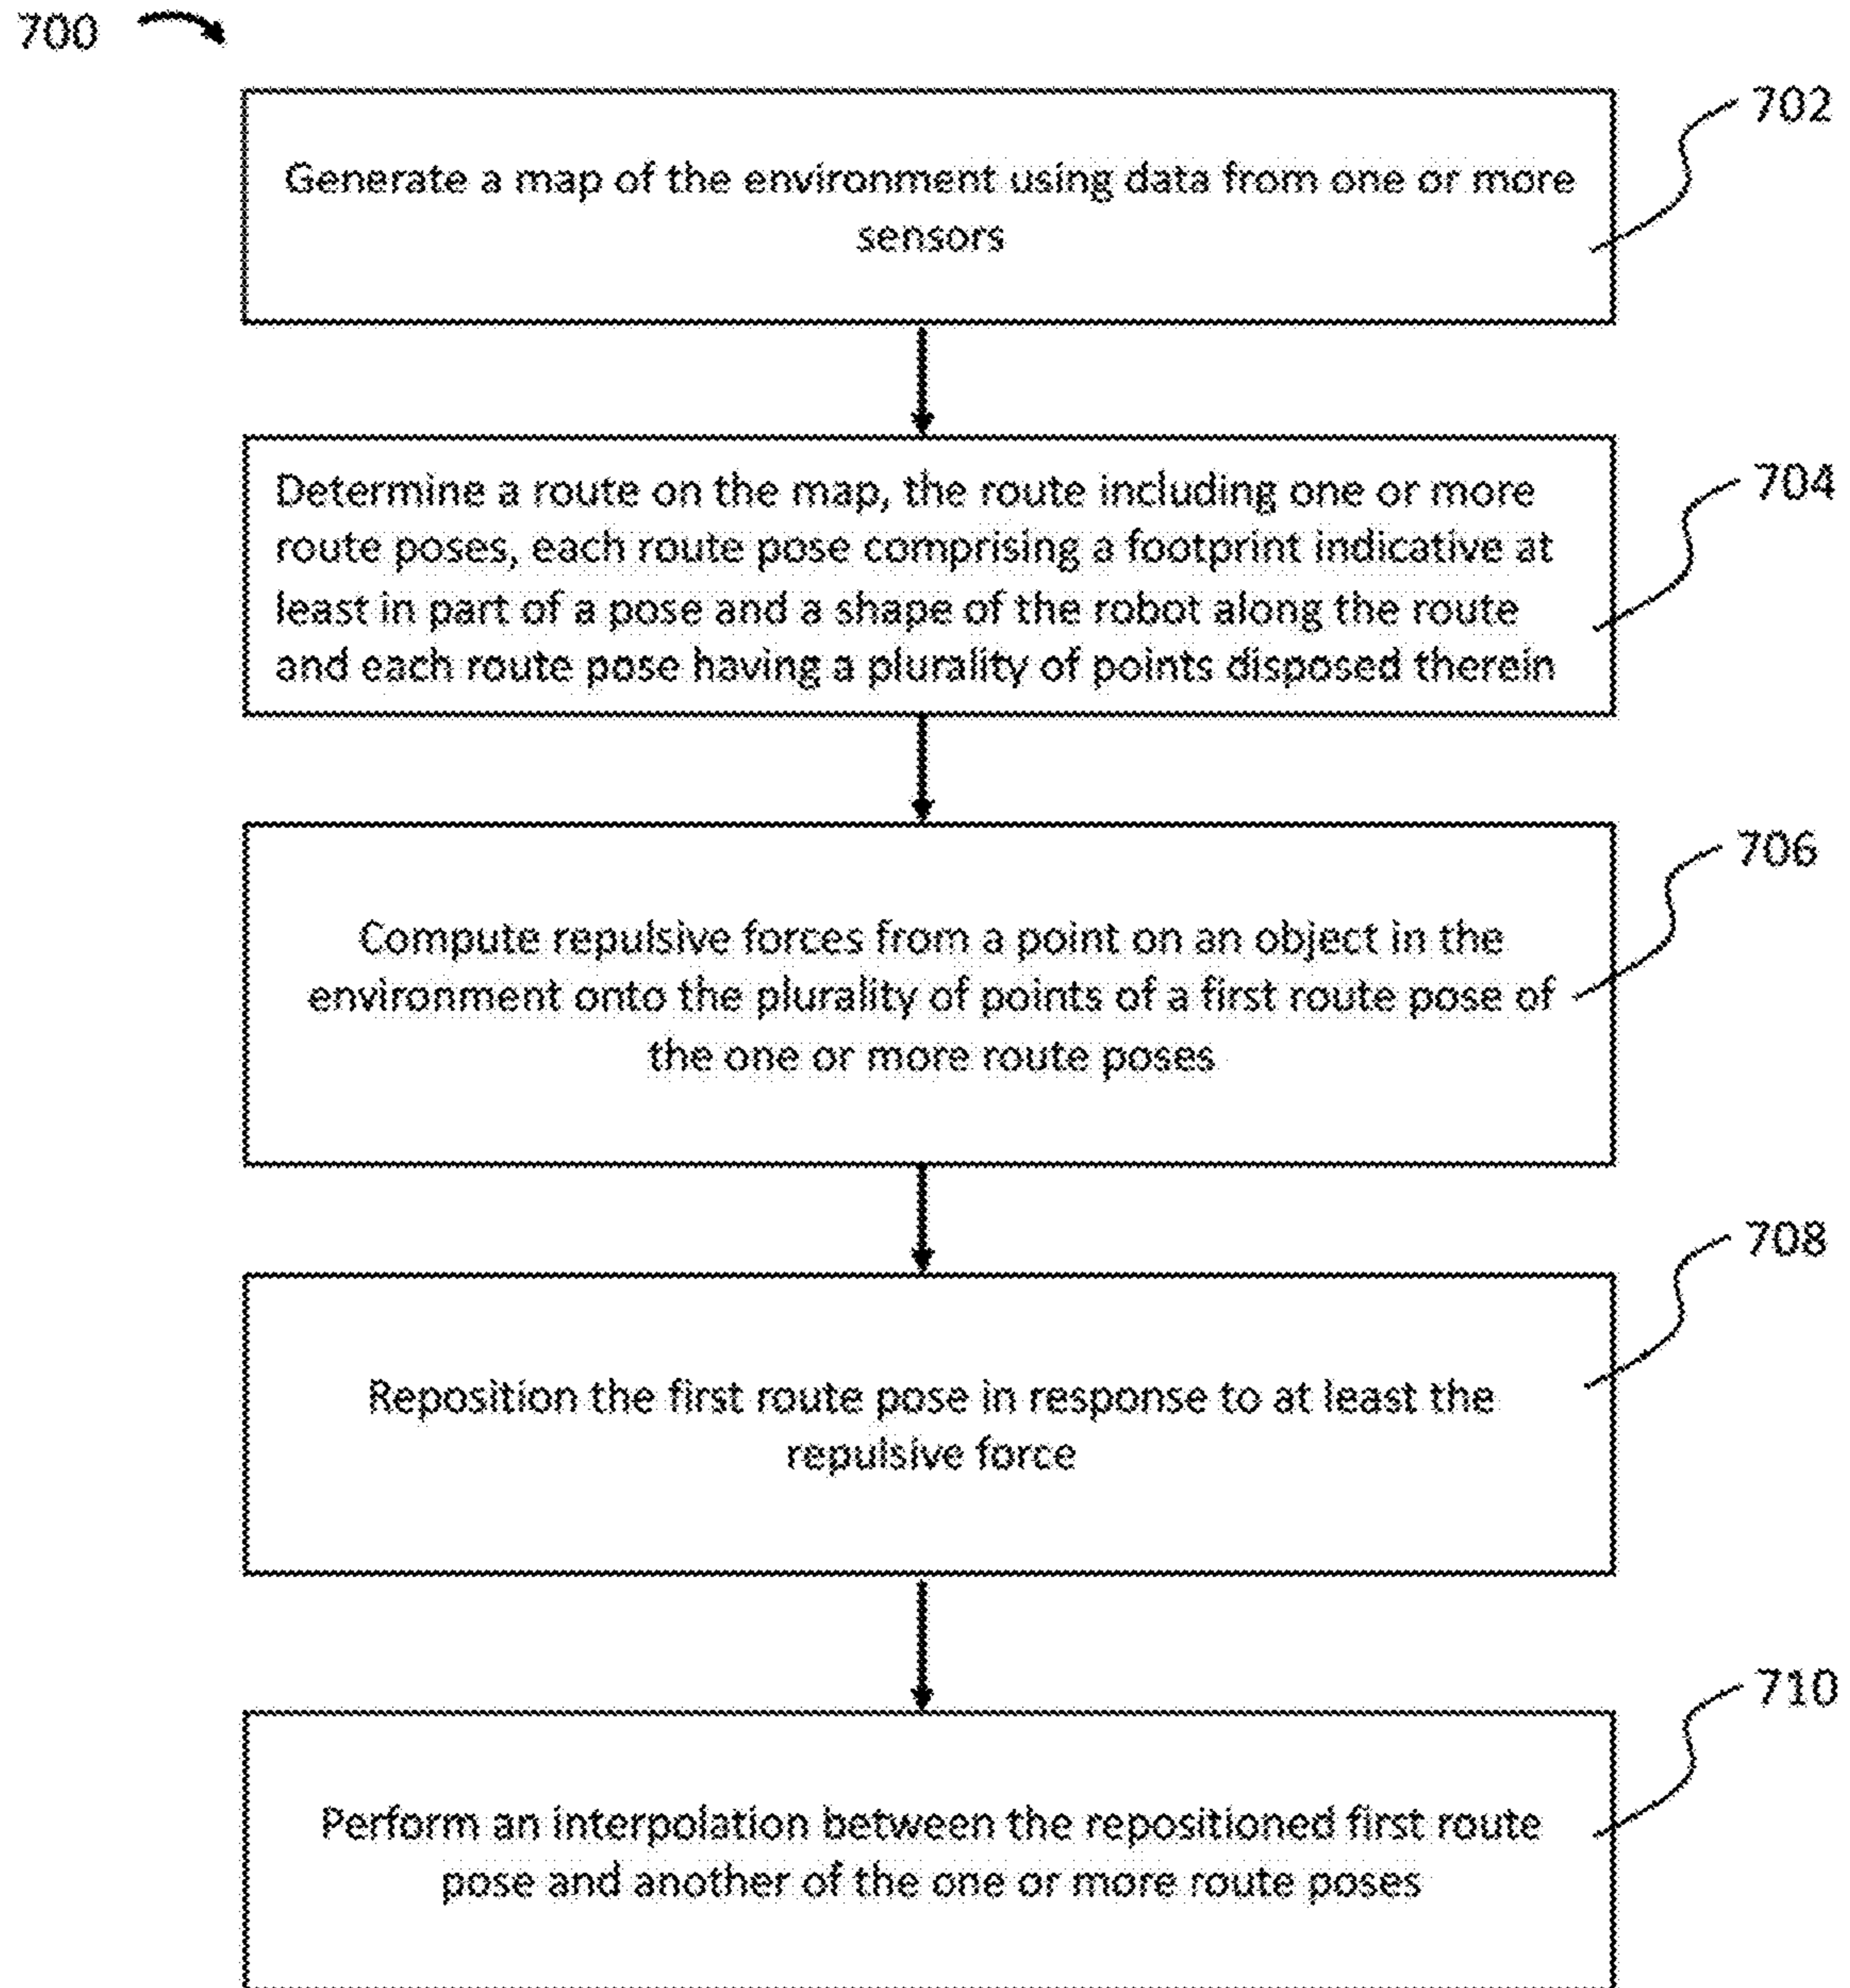 700
702
Generate a map of the environment using data from one or more
sensors
704
Determine a route on the map, the route including one or more
route poses, each route pose comprising a footprint indicative at
least in part of a pose and a shape of the robot along the route
and each route pose having a plurality of points disposed therein
706
Compute repulsive forces from a point on an object in the
environment onto the plurality of points of a first route pose of
the one or more route poses
708
Reposition the first route pose in response to at least the
repulsive force
710
Perform an interpolation between the repositioned first route
pose and another of the one or more route poses